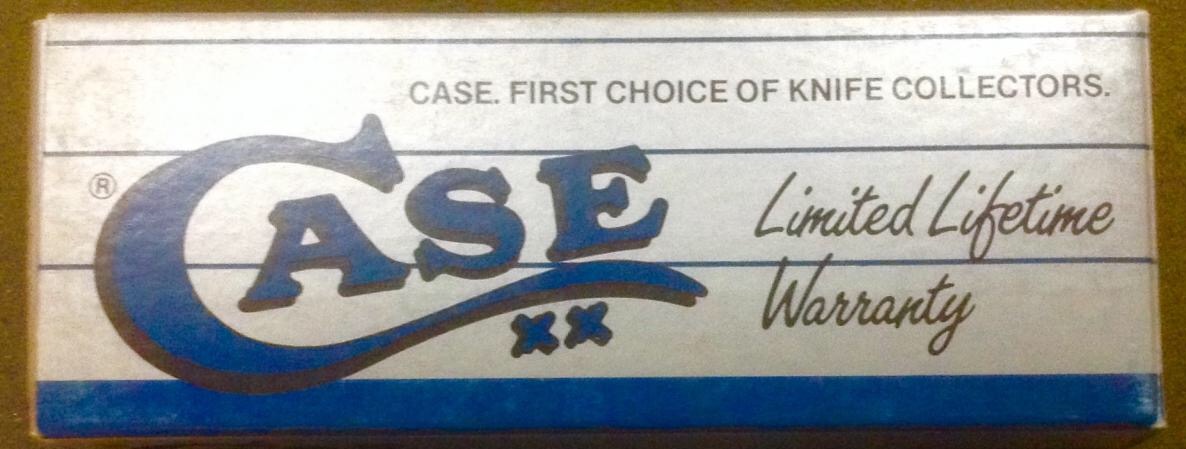 CASE. FIRST CHOICE OF KNIFE COLLECTORS.
®
CASE
XX
Limited Lifetime
Warranty